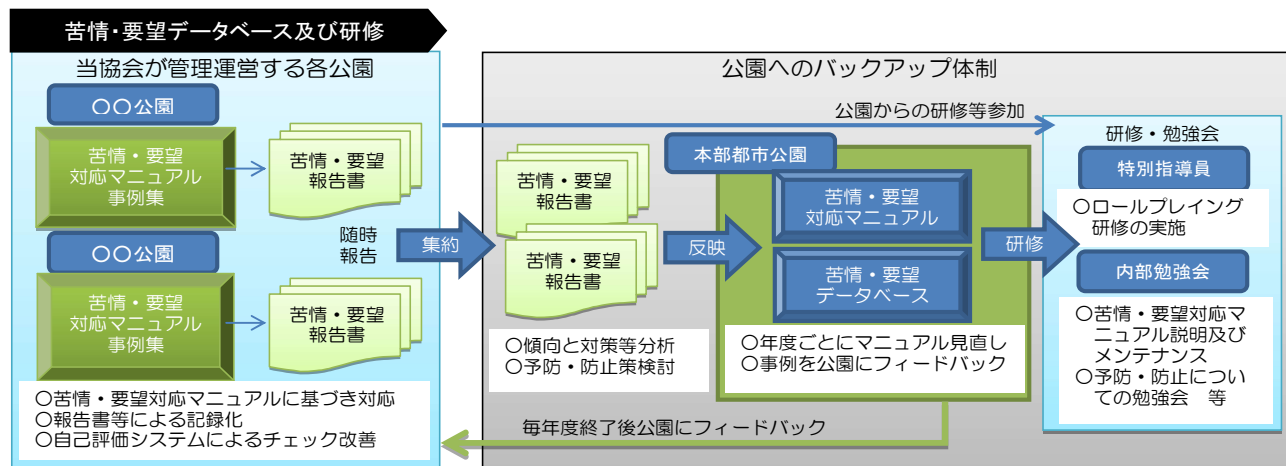 苦情・要望データベース及び研修
当協会が管理運営する各公園
〇〇公園
苦情・要望
対応マニュアル
事例集
苦情・要望
報告書
〇〇公園
苦情・要望
対応マニュアル
事例集
苦情・要望
報告書
随時
報告
〇苦情・要望対応マニュアルに基づき対応
〇報告書等による記録化
〇自己評価システムによるチェック改善
集約
公園へのバックアップ体制
公園からの研修等参加
苦情・要望
報告書
苦情・要望
報告書
〇傾向と対策等分析
〇予防・防止策検討
反映
本部都市公園
苦情・要望
対応マニュアル
苦情・要望
データベース
〇年度ごとにマニュアル見直し
〇事例を公園にフィードバック
研修
研修・勉強会
特別指導員
〇ロールプレイング
研修の実施
内部勉強会
〇苦情・要望対応マ
ニュアル説明及び
メンテナンス
〇予防・防止につい
ての勉強会　等
毎年度終了後公園にフィードバック